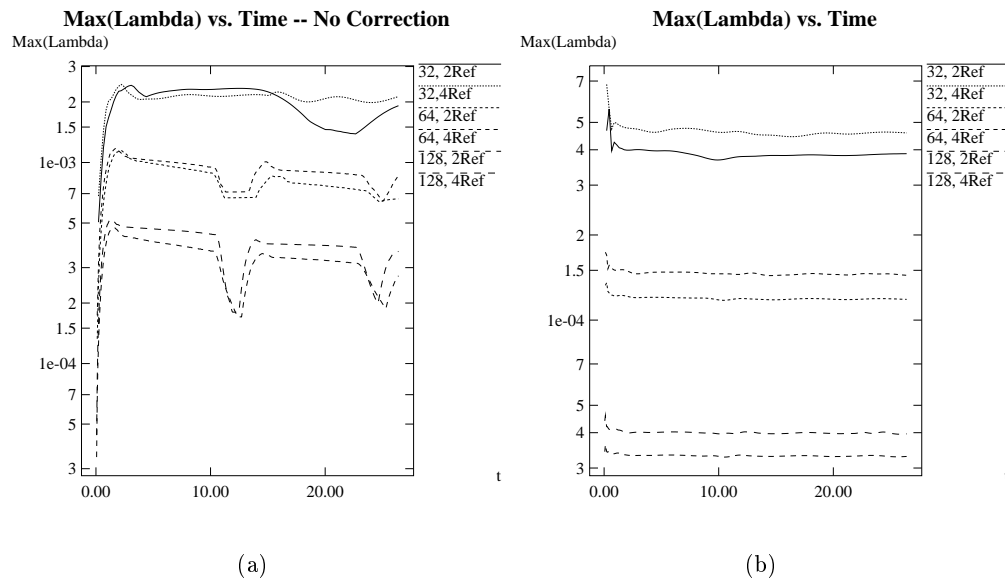 Max(Lambda) vs. Time -- No Correction
Max(Lambda)
3
2
1.5
1e-03
7
5
3
2
1.5
1e-04
7
5
3
0.00
10.00
20.00
t
32, 2Ref
32,4Ref
64, 2Ref
64, 4Ref
128, 2Ref
128, 4Ref
(a)
Max(Lambda) vs. Time
Max(Lambda)
7
5
4
3
2
1.5
1e-04
7
5
4
3
0.00
10.00
20.00
32, 2Ref
32, 4Ref
64, 2Ref
64, 4Ref
128, 2Ref
128, 4Ref
(b)